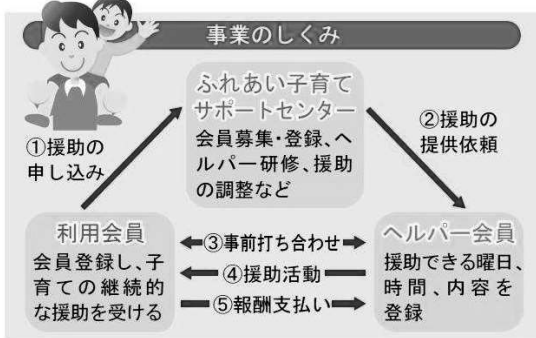 事業のしくみ
ふれあい子育て
サポートセンター
会員募集・登録、ヘ
ルパー研修、援助
の調整など
①援助の
申し込み
②援助の
提供依頼
利用会員
会員登録し、子
育ての継続的
な援助を受ける
③事前打ち合わせ
④援助活動
⑤報酬支払い
ヘルパー会員
援助できる曜日、
時間、内容を
登録